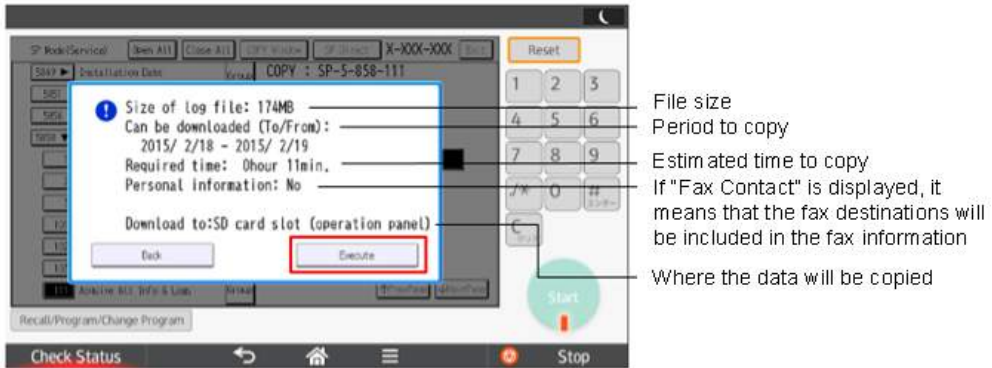 SP Mode(Service) Open All Close All COPY Window SP Direct X-XXX-XXX Exit
Reset
5849 ► Installation Date Group COPY : SP-5-858-111
Size of log file: 174MB
Can be downloaded (To/From):
2015/ 2/18 - 2015/ 2/19
Required time: 0hour 11min.
Personal information: No
Download to:SD card slot (operation panel)
Back Execute
1 2 3
4 5 6
7 8 9
0 #
C
Start
Recall/Program/Change Program
Check Status Stop
File size
Period to copy
Estimated time to copy
If "Fax Contact" is displayed, it
means that the fax destinations will
be included in the fax information
Where the data will be copied